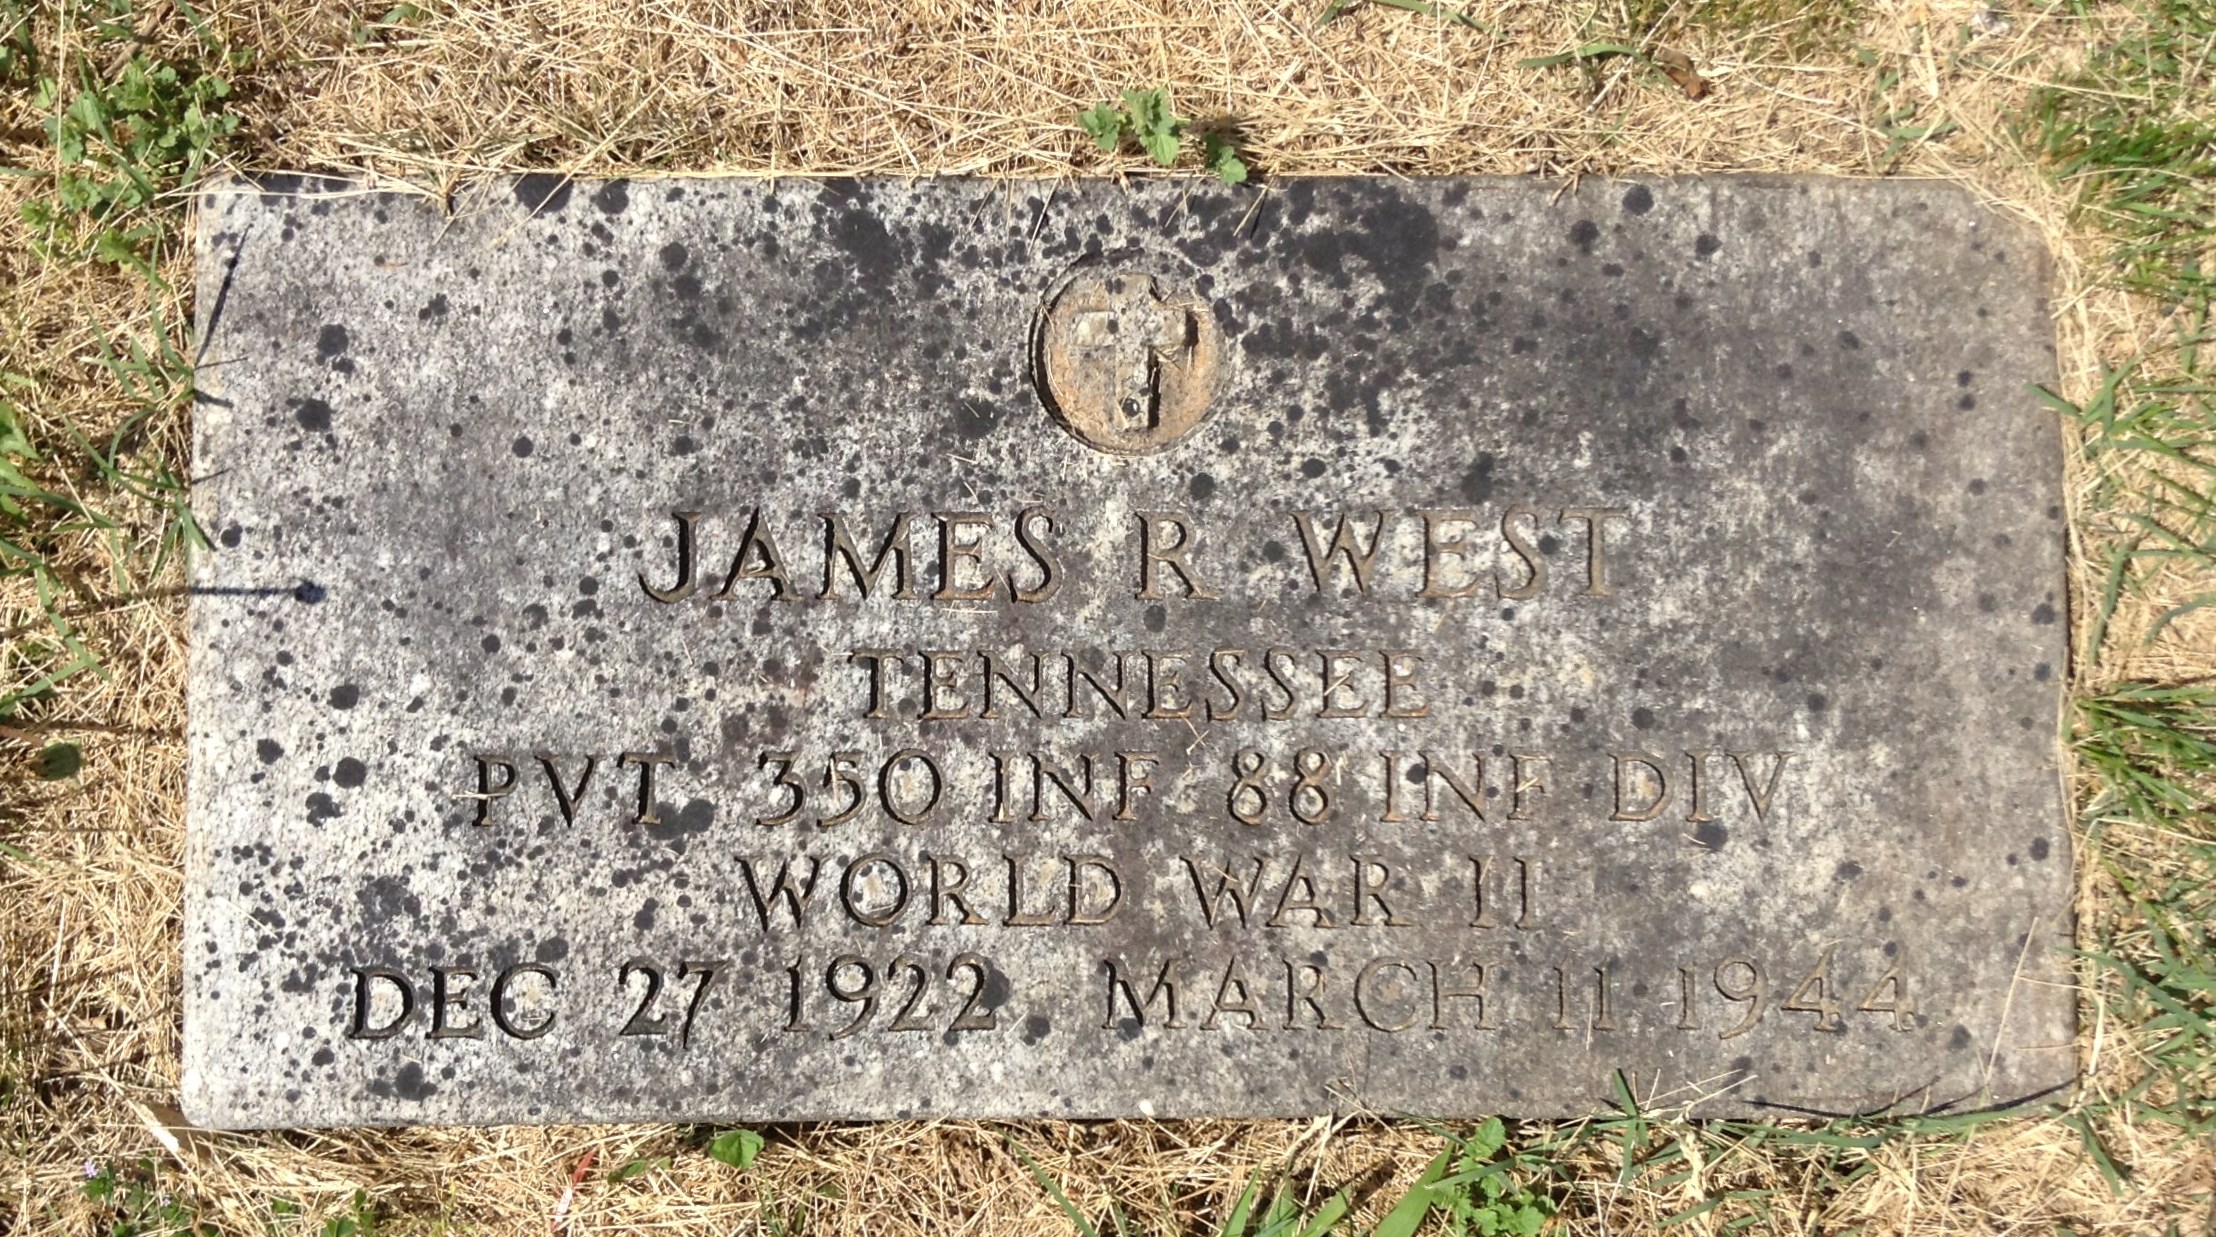 JAMES R WEST
TENNESSEE
PVT 350 INF 88 INF DIV
WORLD WAR II
DEC 27 1922 MARCH 11 1944